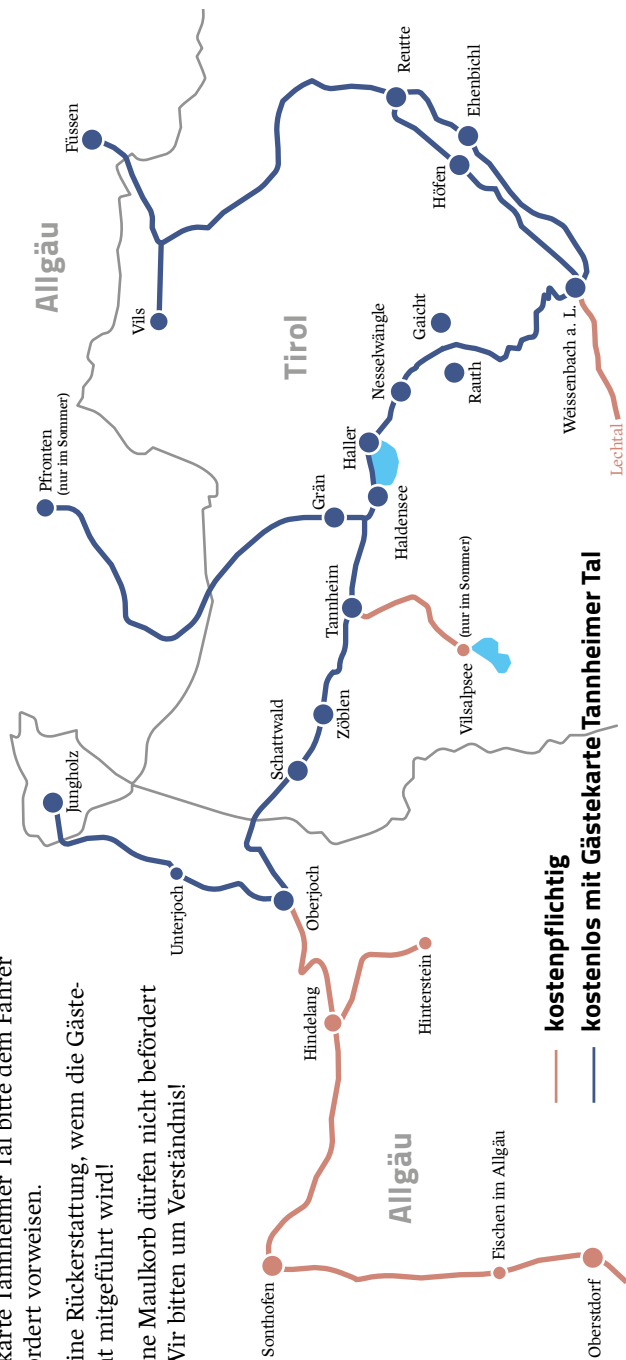 karte Tannheimer Tal bitte dem Fahrer
ordert vorweisen.
ine Rückerstattung, wenn die Gäste-
t mitgeführt wird!
ne Maulkorb dürfen nicht befördert
Wir bitten um Verständnis!
Allgäu
Füssen
Vils
Reutte
Ehenbichl
Höfen
Tirol
Pfronten
(nur im Sommer)
Nesselwängle
Gaicht
Rauth
Weissenbach a. L.
Lechtal
Haller
Haldensee
Grän
Tannheim
Vilsalpsee (nur im Sommer)
Zöblen
Schattwald
Jungholz
Unterjoch
Oberjoch
Hindelang
Hinterstein
Allgäu
Sonthofen
Fischen im Allgäu
Oberstdorf
kostenpflichtig
kostenlos mit Gästekarte Tannheimer Tal